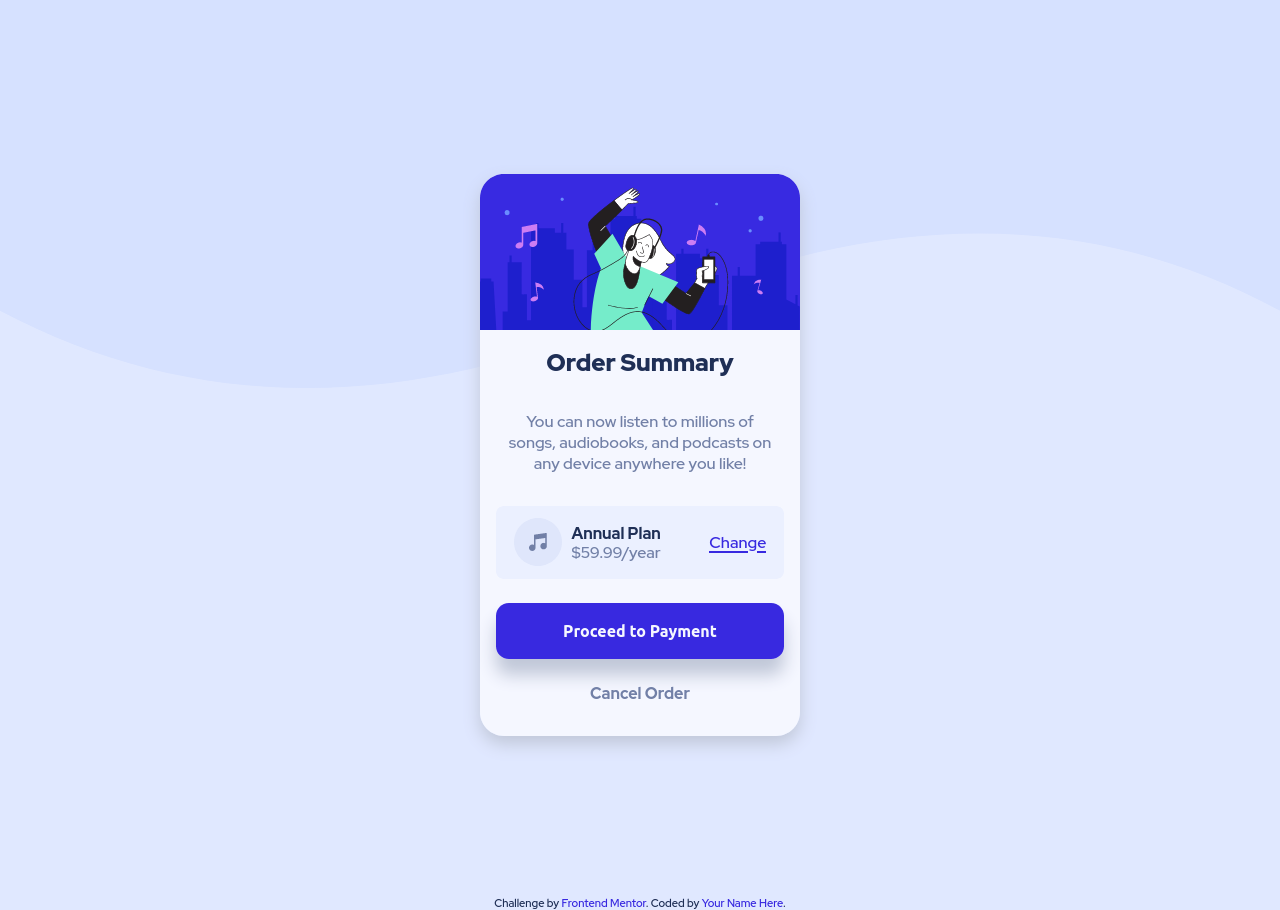 Order Summary
You can now listen to millions of
songs, audiobooks, and podcasts on
any device anywhere you like!
Annual Plan
$59.99/year
Change
Proceed to Payment
Cancel Order
Challenge by Frontend Mentor. Coded by Your Name Here.